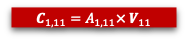 C₁,₁₁ = A₁,₁₁ × V₁₁